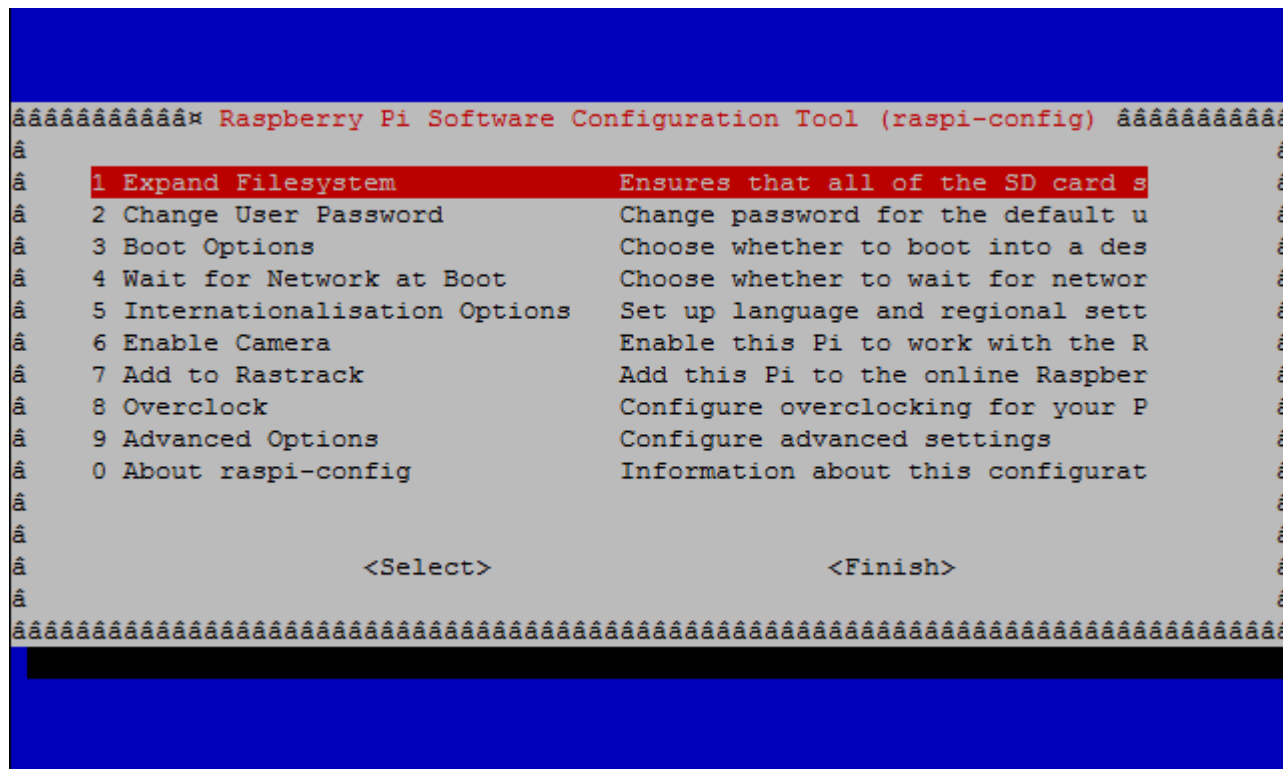 âââââââââââ¤ Raspberry Pi Software Configuration Tool (raspi-config) ââââââââââ
â
â 1 Expand Filesystem Ensures that all of the SD card s â
â 2 Change User Password Change password for the default u â
â 3 Boot Options Choose whether to boot into a des â
â 4 Wait for Network at Boot Choose whether to wait for networ â
â 5 Internationalisation Options Set up language and regional sett â
â 6 Enable Camera Enable this Pi to work with the R â
â 7 Add to Rastrack Add this Pi to the online Raspber â
â 8 Overclock Configure overclocking for your P â
â 9 Advanced Options Configure advanced settings â
â 0 About raspi-config Information about this configurat â
â
â
â <Select> <Finish> â
â
âââââââââââââââââââââââââââââââââââââââââââââââââââââââââââââââââââââââââââââââ